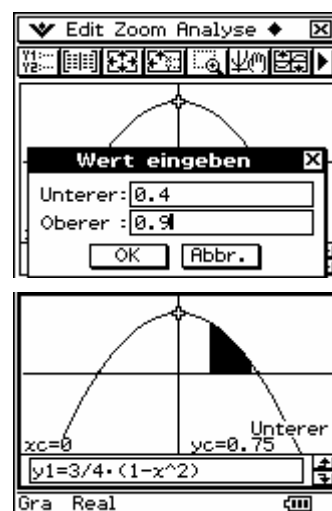 Edit Zoom Analyse
Y1: Y2:
Wert eingeben
Unterer: 0.4
Oberer : 0.9
OK Abbr.
Unterer
xc=0 yc=0.75
y1=3/4·(1-x^2)
Gra Real